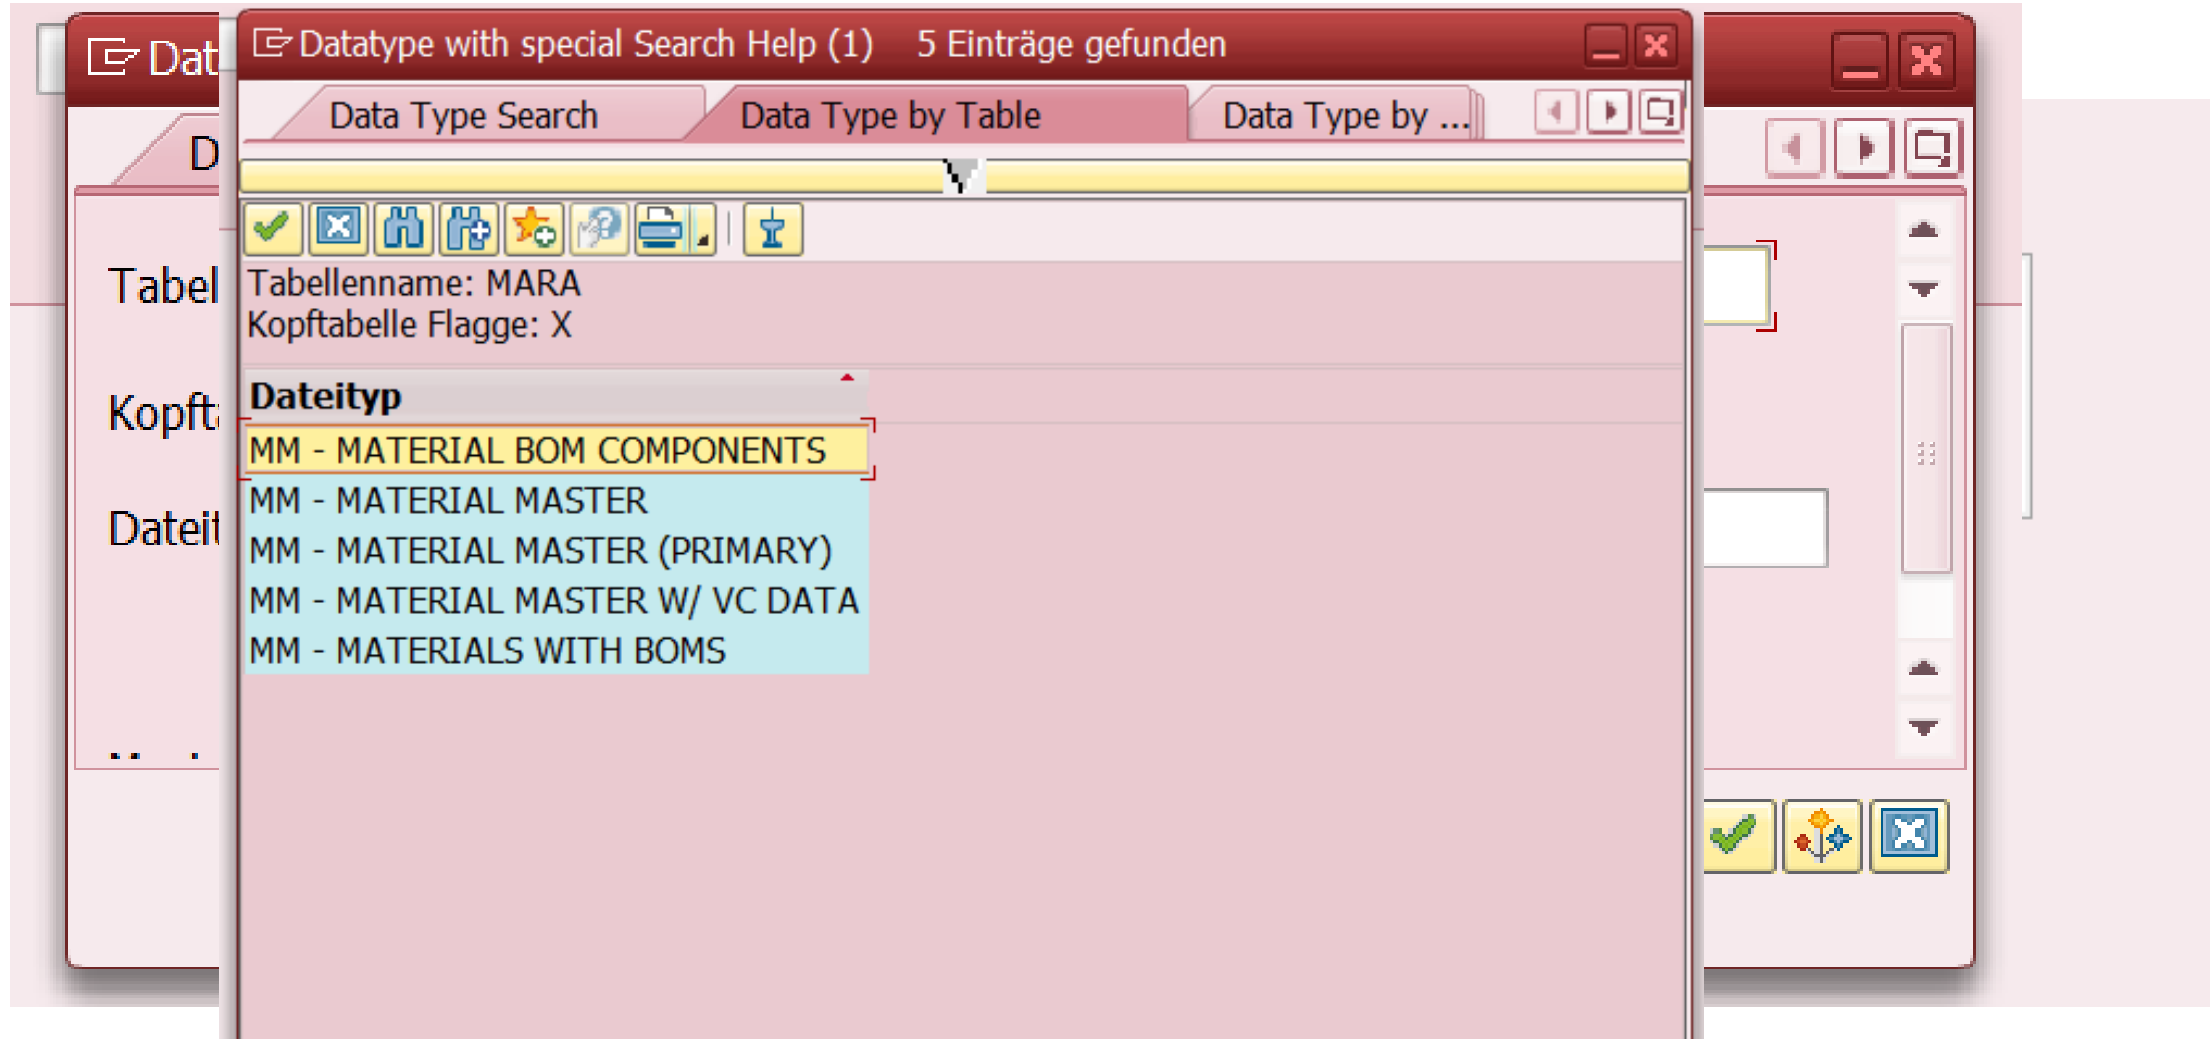 Dat
Datatype with special Search Help (1) 5 Einträge gefunden
D
Data Type Search Data Type by Table Data Type by ...
Tabel
Tabellenname: MARA
Kopftabelle Flagge: X
Kopft
Dateityp
MM - MATERIAL BOM COMPONENTS
MM - MATERIAL MASTER
Dateit
MM - MATERIAL MASTER (PRIMARY)
MM - MATERIAL MASTER W/ VC DATA
MM - MATERIALS WITH BOMS